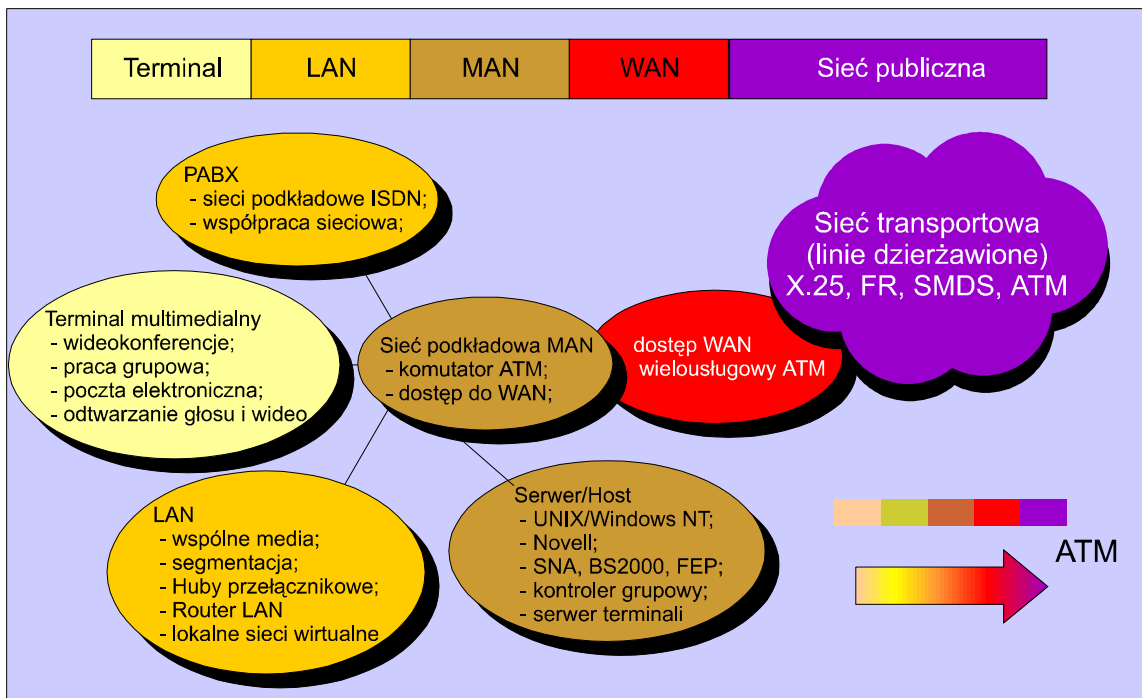 Terminal
LAN
MAN
WAN
Sieć publiczna
PABX
- sieci podkładowe ISDN;
- współpraca sieciowa;
Sieć transportowa
(linie dzierżawione)
X.25, FR, SMDS, ATM
Terminal multimedialny
- wideokonferencje;
- praca grupowa;
- poczta elektroniczna;
- odtwarzanie głosu i wideo
Sieć podkładowa MAN
- komutator ATM;
- dostęp do WAN;
dostęp WAN
wielousługowy ATM
LAN
- wspólne media;
- segmentacja;
- Huby przełącznikowe;
- Router LAN
- lokalne sieci wirtualne
Serwer/Host
- UNIX/Windows NT;
- Novell;
- SNA, BS2000, FEP;
- kontroler grupowy;
- serwer terminali
ATM